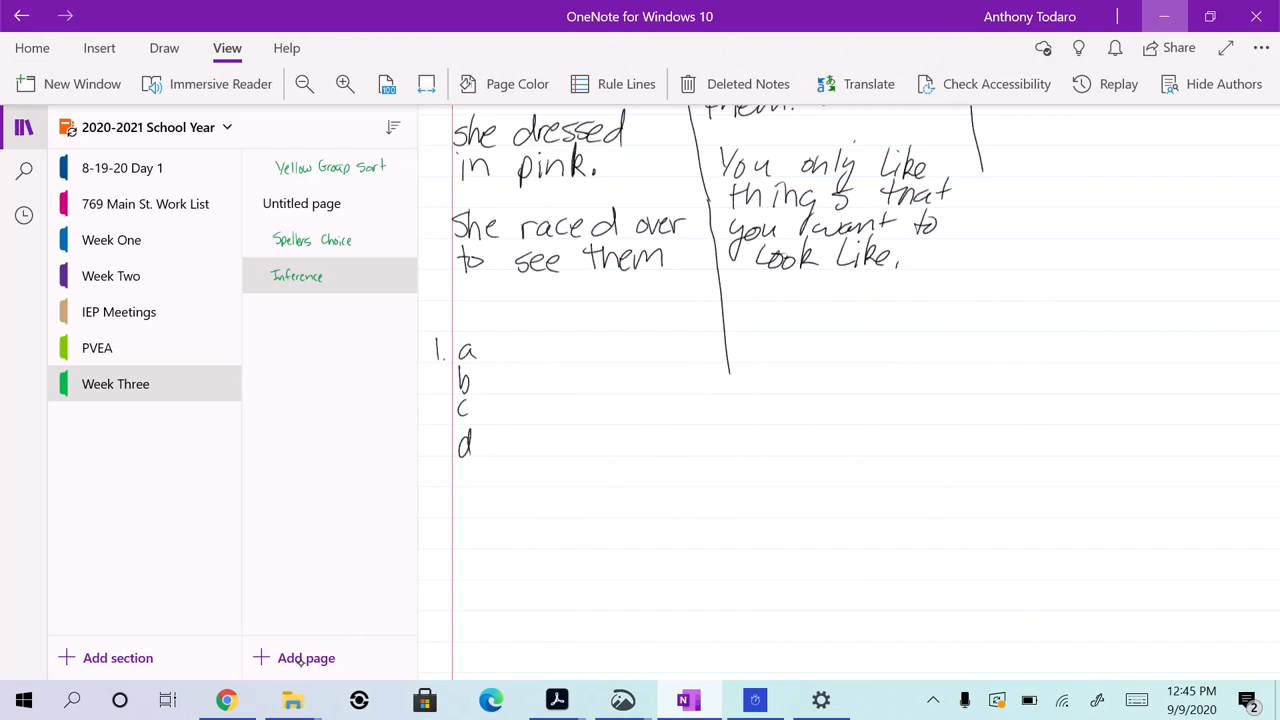 OneNote for Windows 10
Anthony Todaro
Home Insert Draw View Help
Share
New Window Immersive Reader Page Color Rule Lines Deleted Notes Translate Check Accessibility Replay Hide Authors
2020-2021 School Year
8-19-20 Day 1
769 Main St. Work List
Week One
Week Two
IEP Meetings
PVEA
Week Three
Add section
Yellow Group Sort
Untitled page
Spellers Choice
Inference
Add page
she dressed
in pink.
She raced over
to see them
them.
You only like
things that
you want to
look like.
1. a
b
c
d
12:45 PM
9/9/2020
2